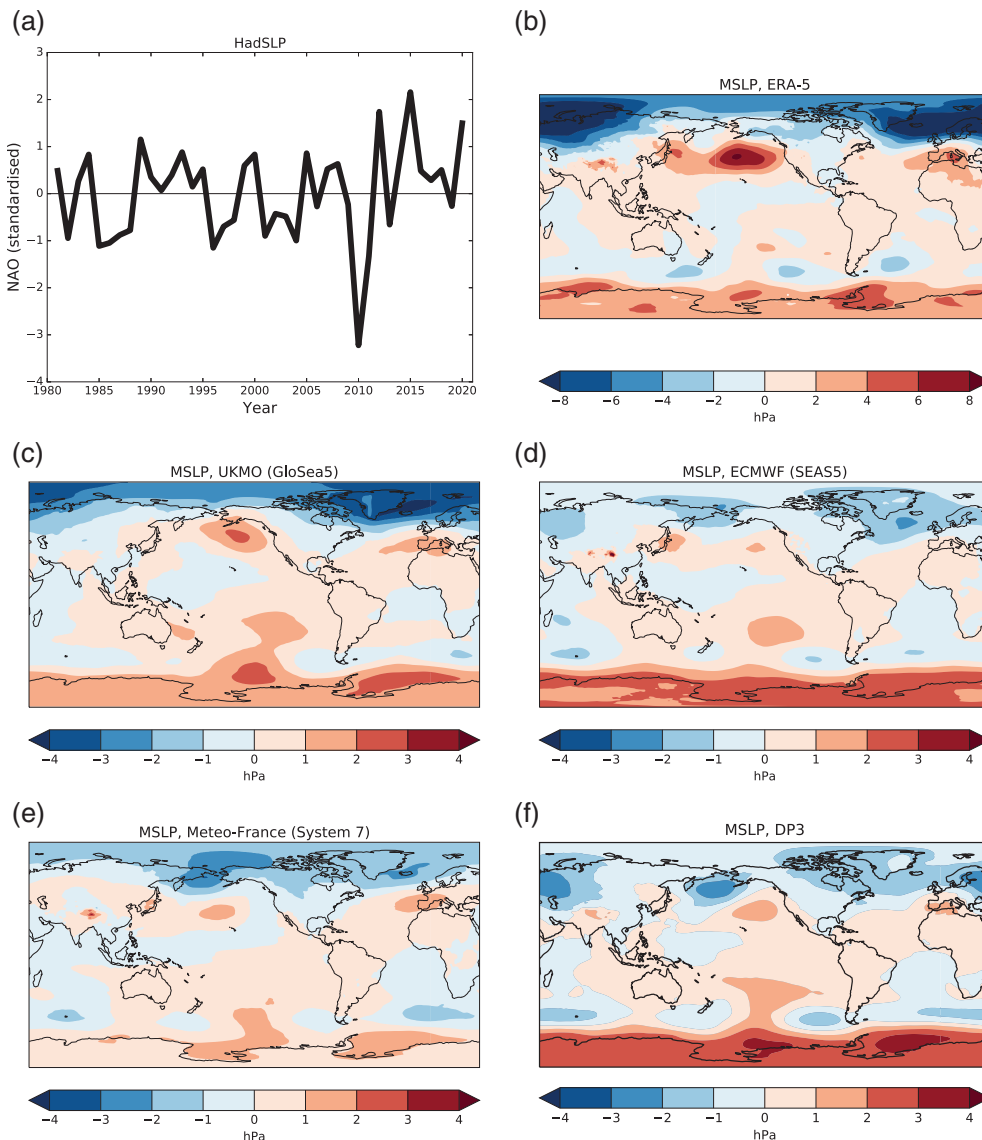 (a)
HadSLP
NAO (standardised)
3
2
1
0
−1
−2
−3
−4
1980 1985 1990 1995 2000 2005 2010 2015 2020
Year
(b)
MSLP, ERA-5
−8 −6 −4 −2 0 2 4 6 8
hPa
(c)
MSLP, UKMO (GloSea5)
−4 −3 −2 −1 0 1 2 3 4
hPa
(d)
MSLP, ECMWF (SEAS5)
−4 −3 −2 −1 0 1 2 3 4
hPa
(e)
MSLP, Meteo-France (System 7)
−4 −3 −2 −1 0 1 2 3 4
hPa
(f)
MSLP, DP3
−4 −3 −2 −1 0 1 2 3 4
hPa